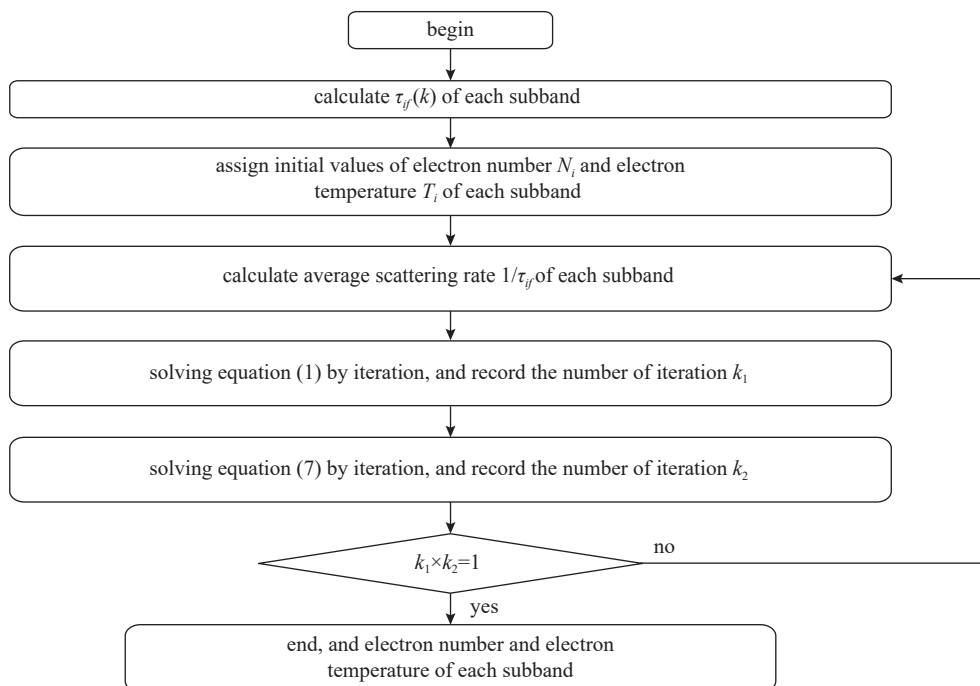 begin
calculate τif(k) of each subband
assign initial values of electron number Ni and electron
temperature Ti of each subband
calculate average scattering rate 1/τif of each subband
solving equation (1) by iteration, and record the number of iteration k1
solving equation (7) by iteration, and record the number of iteration k2
k1×k2=1
no
yes
end, and electron number and electron
temperature of each subband